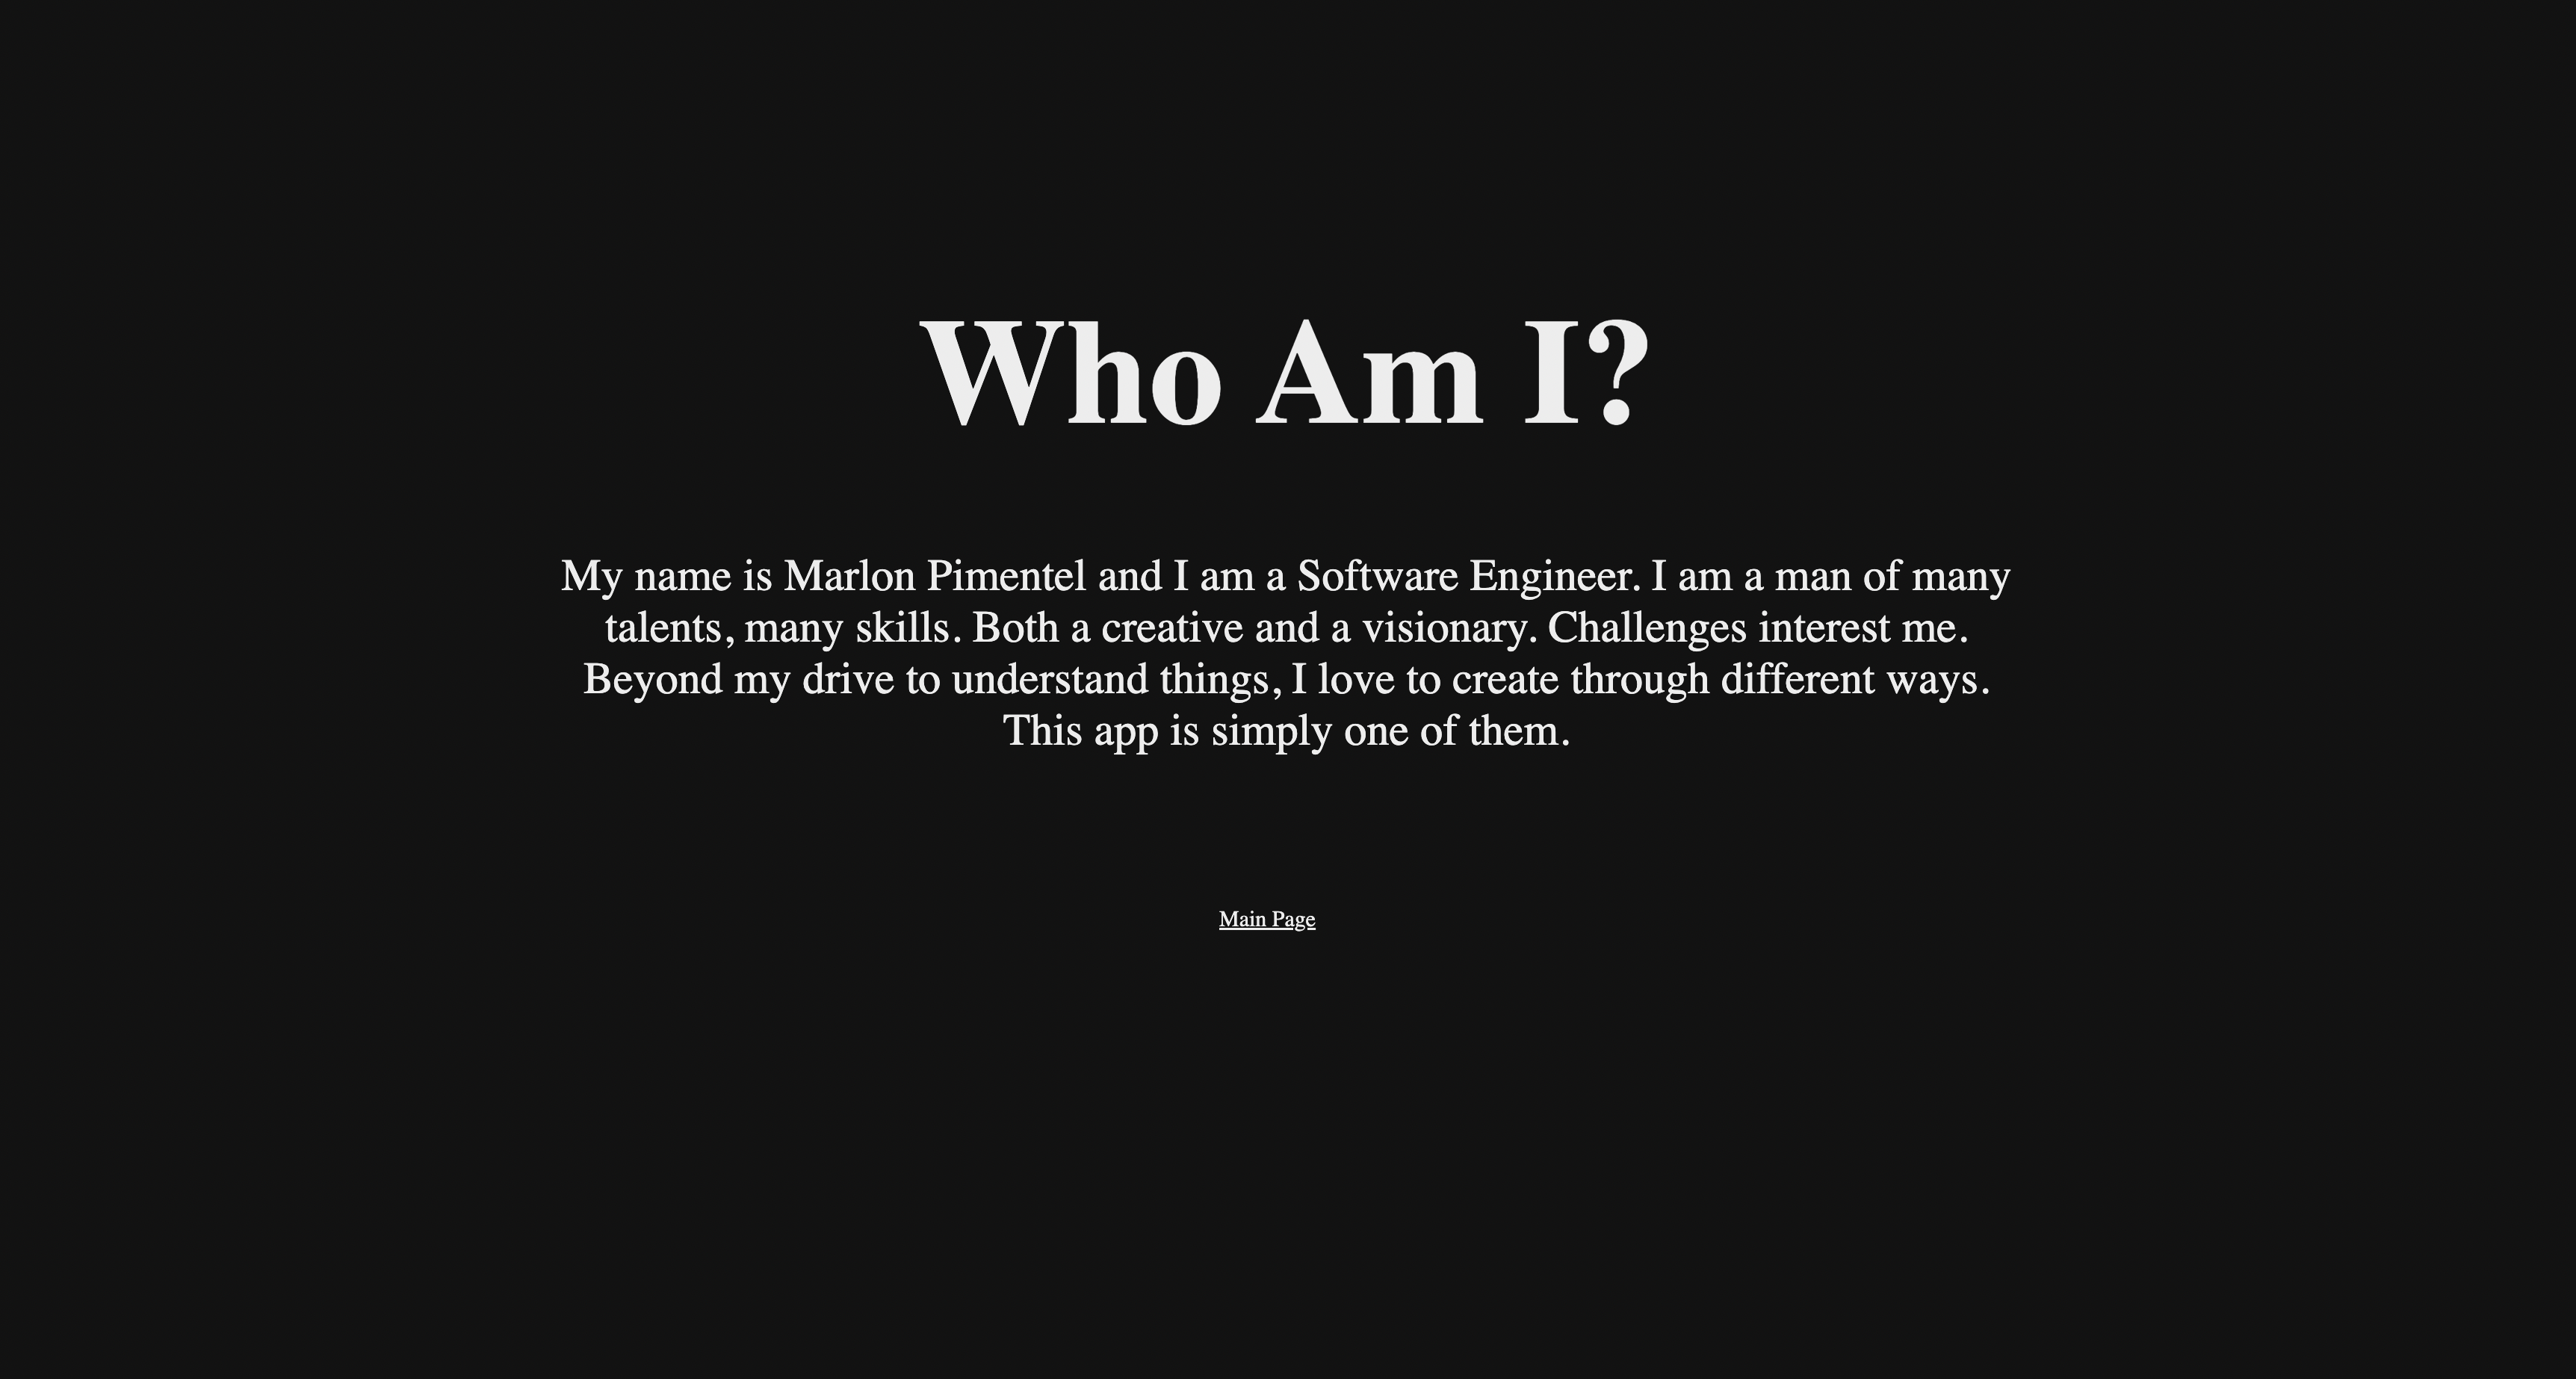 Who Am I?
My name is Marlon Pimentel and I am a Software Engineer. I am a man of many
talents, many skills. Both a creative and a visionary. Challenges interest me.
Beyond my drive to understand things, I love to create through different ways.
This app is simply one of them.
Main Page